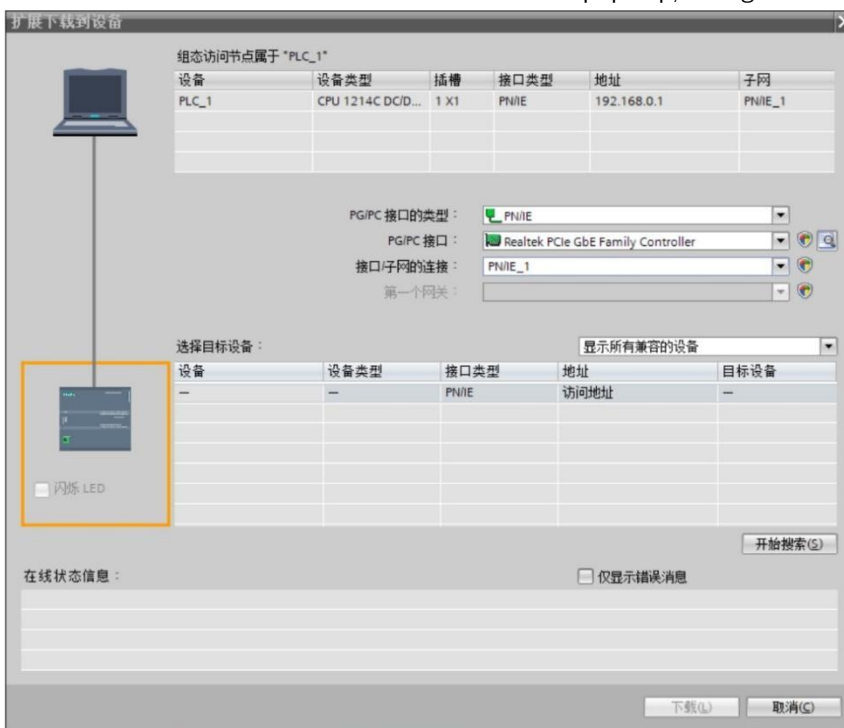 扩展下载到设备
组态访问节点属于 "PLC_1"
设备 设备类型 插槽 接口类型 地址 子网
PLC_1 CPU 1214C DC/D... 1 X1 PN/IE 192.168.0.1 PN/IE_1
PG/PC 接口的类型： PN/IE
PG/PC 接口： Realtek PCIe GbE Family Controller
接口/子网的连接： PN/IE_1
第一个网关：
选择目标设备： 显示所有兼容的设备
设备 设备类型 接口类型 地址 目标设备
— — PN/IE 访问地址 —
闪烁 LED
开始搜索(S)
在线状态信息： 仅显示错误消息
下载(L) 取消(C)